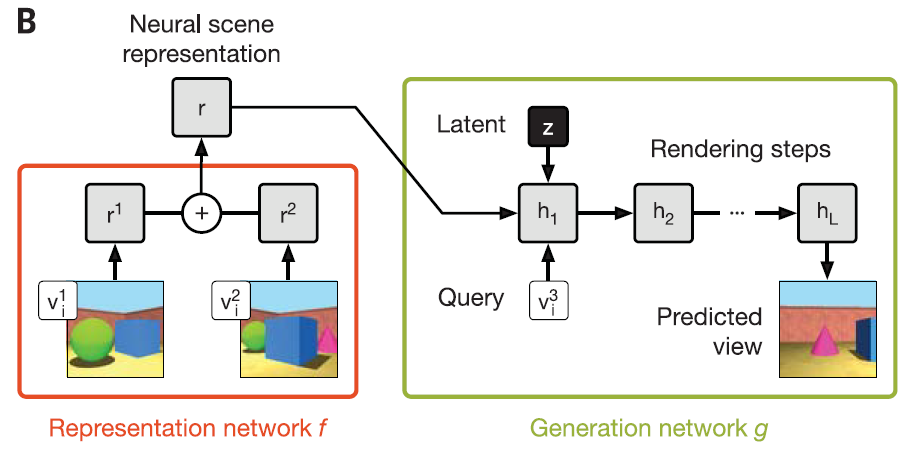 B
Neural scene
representation
r
r¹
+
r²
v¹ᵢ
v²ᵢ
Representation network f
Latent
z
Rendering steps
h₁
h₂
...
h_L
Query
v³ᵢ
Predicted
view
Generation network g